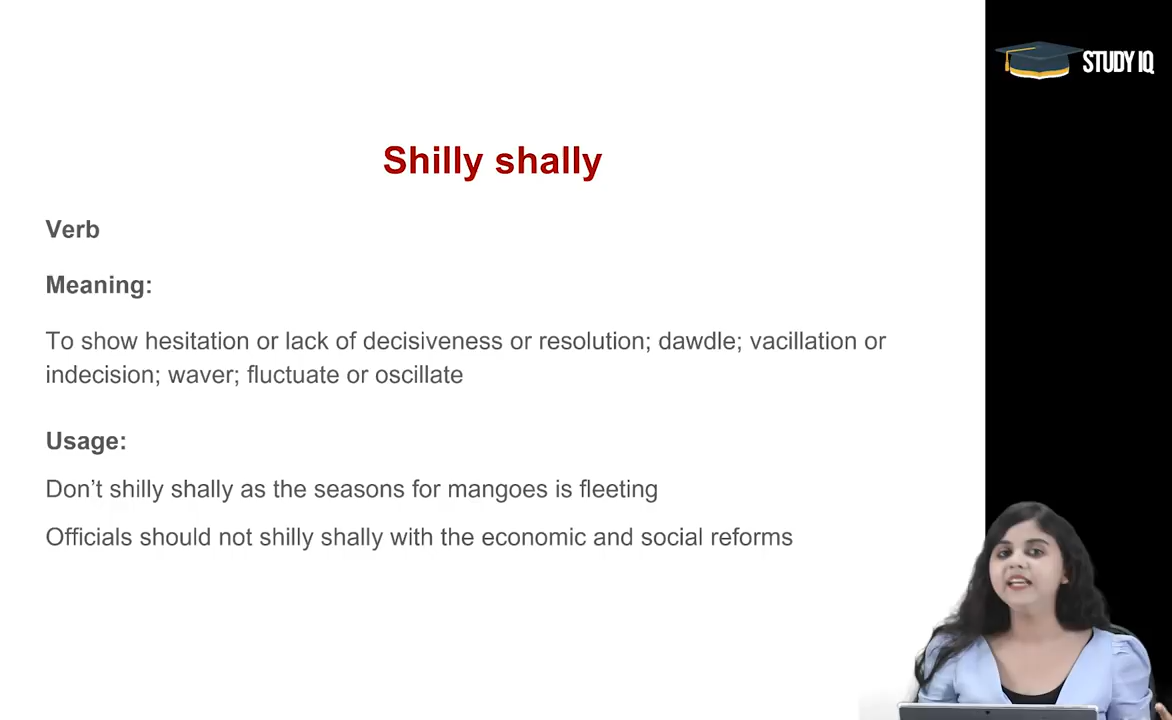 STUDY IQ
Shilly shally
Verb
Meaning:
To show hesitation or lack of decisiveness or resolution; dawdle; vacillation or
indecision; waver; fluctuate or oscillate
Usage:
Don’t shilly shally as the seasons for mangoes is fleeting
Officials should not shilly shally with the economic and social reforms